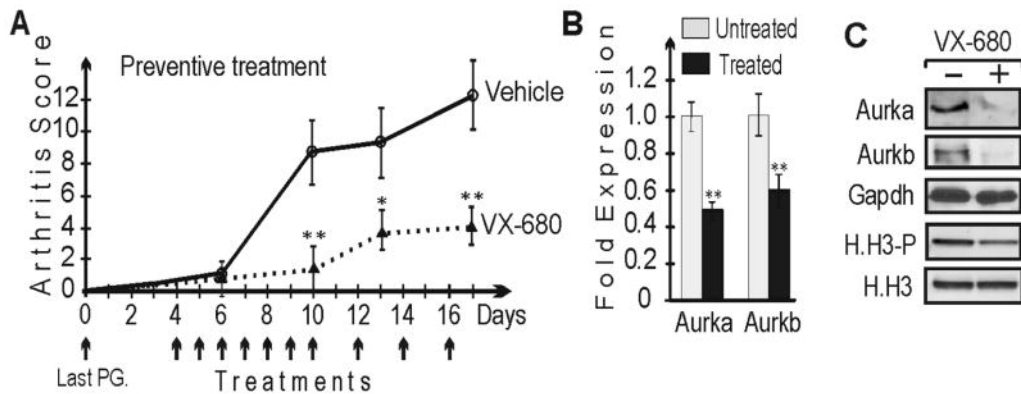 A
Preventive treatment
Arthritis Score
12
10
8
6
4
2
0
Vehicle
VX-680
**
*
**
0 2 4 6 8 10 12 14 16 Days
Last PG.
Treatments
B
Untreated
Treated
Fold Expression
1.2
1.0
0.8
0.6
0.4
0.2
0
**
**
Aurka Aurkb
C
VX-680
– +
Aurka
Aurkb
Gapdh
H.H3-P
H.H3